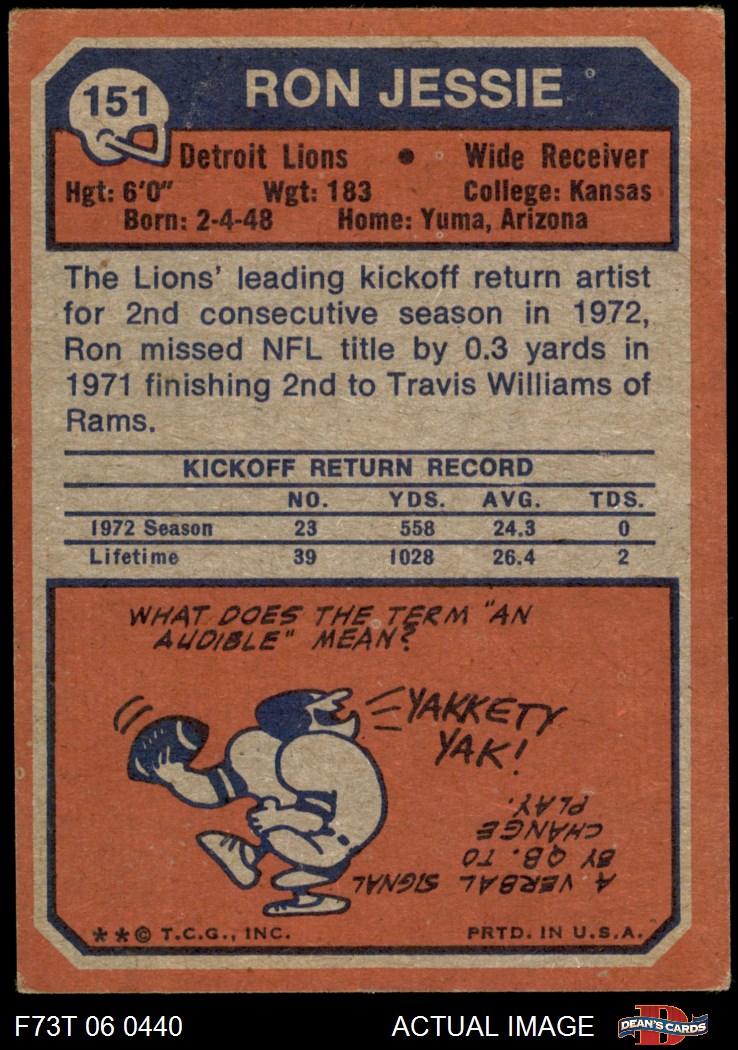 151
RON JESSIE
Detroit Lions • Wide Receiver
Hgt: 6'0" Wgt: 183 College: Kansas
Born: 2-4-48 Home: Yuma, Arizona
The Lions' leading kickoff return artist
for 2nd consecutive season in 1972,
Ron missed NFL title by 0.3 yards in
1971 finishing 2nd to Travis Williams of
Rams.
KICKOFF RETURN RECORD
NO. YDS. AVG. TDS.
1972 Season 23 558 24.3 0
Lifetime 39 1028 26.4 2
WHAT DOES THE TERM "AN
AUDIBLE" MEAN?
YAKKETY
YAK!
A VERBAL SIGNAL
BY QB. TO
CHANGE
PLAY.
**© T.C.G., INC. PRTD. IN U.S.A.
F73T 06 0440 ACTUAL IMAGE D DEAN'S CARDS